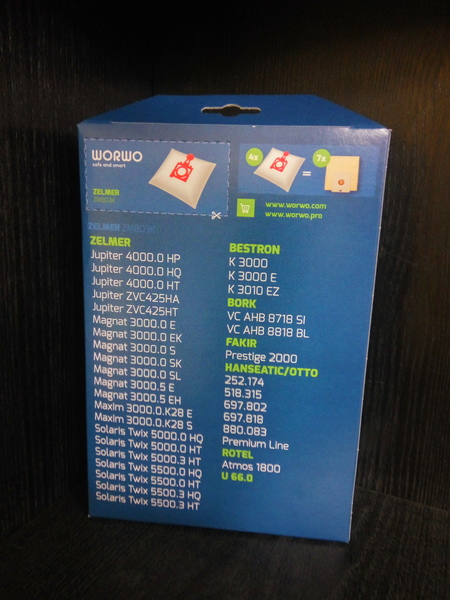 WORWO
safe and smart
ZELMER
ZMB03K
4x
=
7x
www.worwo.com
www.worwo.pro
ZELMER ZMB03K
ZELMER
Jupiter 4000.0 HP
Jupiter 4000.0 HQ
Jupiter 4000.0 HT
Jupiter ZVC425HA
Jupiter ZVC425HT
Magnat 3000.0 E
Magnat 3000.0 EK
Magnat 3000.0 S
Magnat 3000.0 SK
Magnat 3000.0 SL
Magnat 3000.5 E
Magnat 3000.5 EH
Maxim 3000.0.K28 E
Maxim 3000.0.K28 S
Solaris Twix 5000.0 HQ
Solaris Twix 5000.0 HT
Solaris Twix 5000.3 HT
Solaris Twix 5500.0 HQ
Solaris Twix 5500.0 HT
Solaris Twix 5500.3 HQ
Solaris Twix 5500.3 HT
BESTRON
K 3000
K 3000 E
K 3010 EZ
BORK
VC AHB 8718 SI
VC AHB 8818 BL
FAKIR
Prestige 2000
HANSEATIC/OTTO
252.174
518.315
697.802
697.818
880.083
Premium Line
ROTEL
Atmos 1800
U 66.0